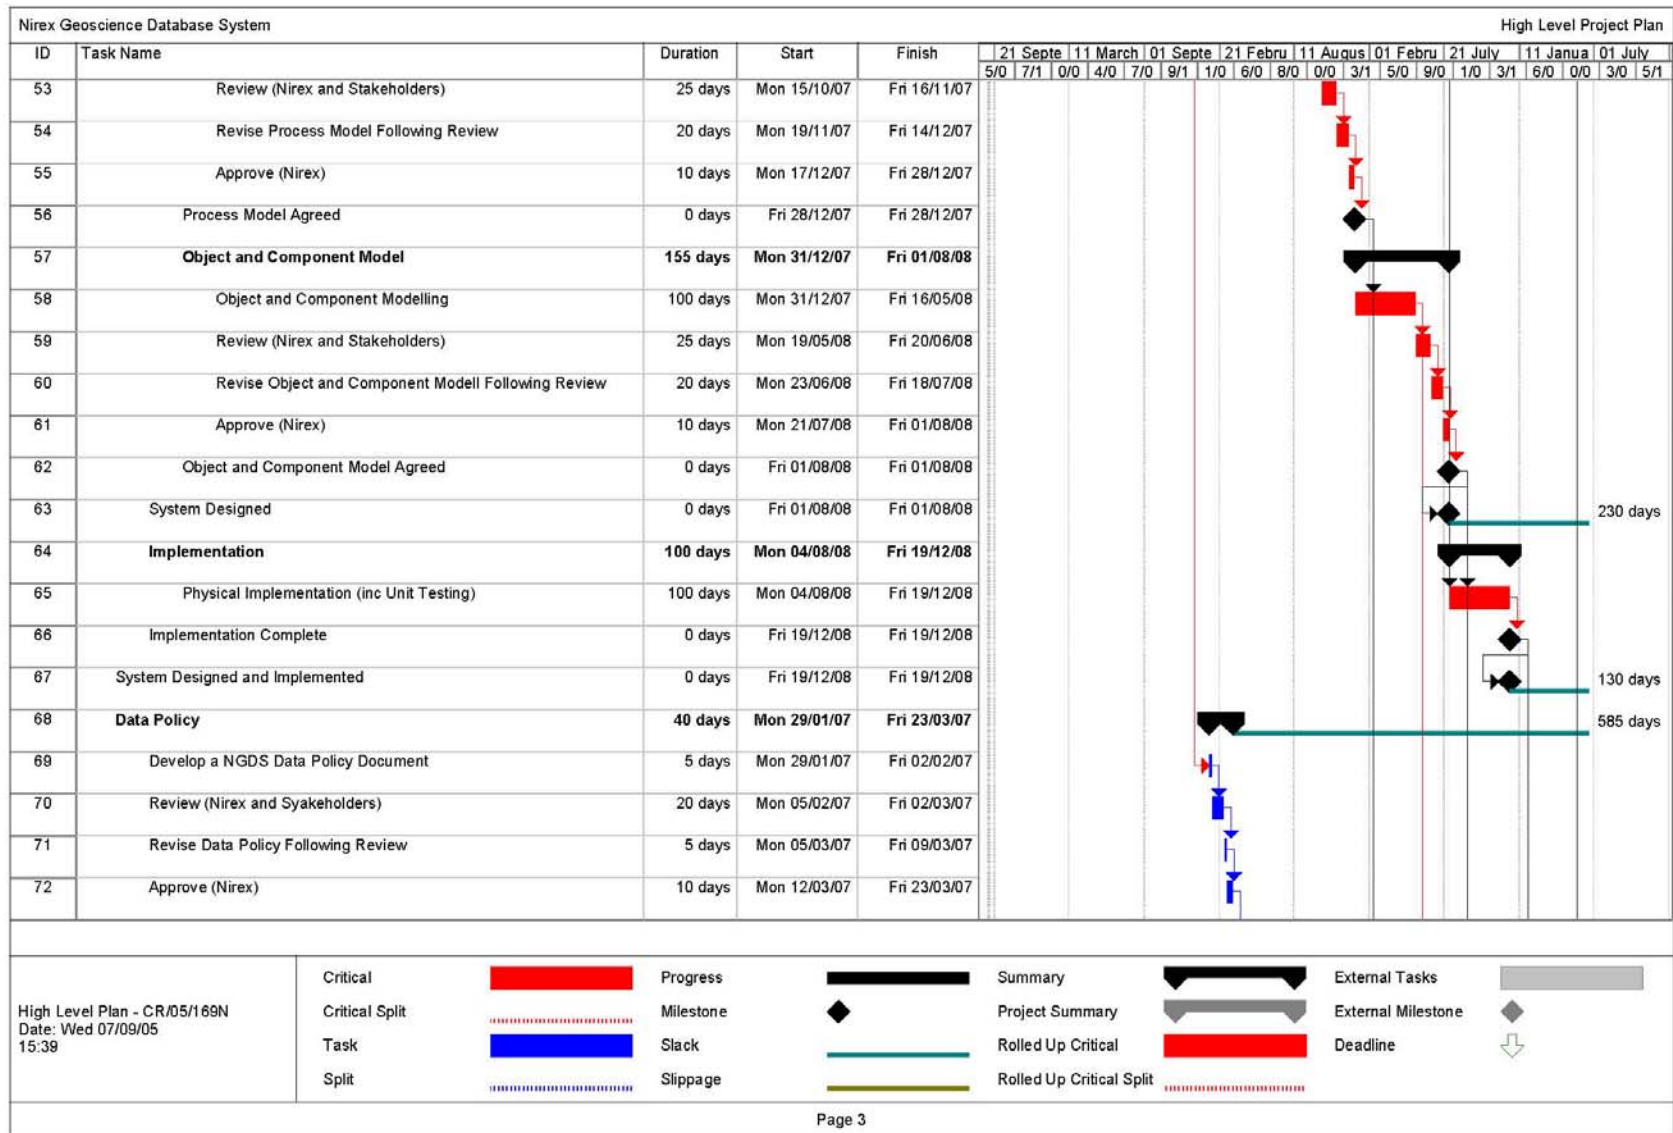 Nirex Geoscience Database System High Level Project Plan
ID Task Name Duration Start Finish 21 Septe 11 March 01 Septe 21 Febru 11 Augus 01 Febru 21 July 11 Janua 01 July
5/0 7/1 0/0 4/0 7/0 9/1 1/0 6/0 8/0 0/0 3/1 5/0 9/0 1/0 3/1 6/0 0/0 3/0 5/1
53 Review (Nirex and Stakeholders) 25 days Mon 15/10/07 Fri 16/11/07
54 Revise Process Model Following Review 20 days Mon 19/11/07 Fri 14/12/07
55 Approve (Nirex) 10 days Mon 17/12/07 Fri 28/12/07
56 Process Model Agreed 0 days Fri 28/12/07 Fri 28/12/07
57 Object and Component Model 155 days Mon 31/12/07 Fri 01/08/08
58 Object and Component Modelling 100 days Mon 31/12/07 Fri 16/05/08
59 Review (Nirex and Stakeholders) 25 days Mon 19/05/08 Fri 20/06/08
60 Revise Object and Component Modell Following Review 20 days Mon 23/06/08 Fri 18/07/08
61 Approve (Nirex) 10 days Mon 21/07/08 Fri 01/08/08
62 Object and Component Model Agreed 0 days Fri 01/08/08 Fri 01/08/08
63 System Designed 0 days Fri 01/08/08 Fri 01/08/08 230 days
64 Implementation 100 days Mon 04/08/08 Fri 19/12/08
65 Physical Implementation (inc Unit Testing) 100 days Mon 04/08/08 Fri 19/12/08
66 Implementation Complete 0 days Fri 19/12/08 Fri 19/12/08
67 System Designed and Implemented 0 days Fri 19/12/08 Fri 19/12/08 130 days
68 Data Policy 40 days Mon 29/01/07 Fri 23/03/07 585 days
69 Develop a NGDS Data Policy Document 5 days Mon 29/01/07 Fri 02/02/07
70 Review (Nirex and Syakeholders) 20 days Mon 05/02/07 Fri 02/03/07
71 Revise Data Policy Following Review 5 days Mon 05/03/07 Fri 09/03/07
72 Approve (Nirex) 10 days Mon 12/03/07 Fri 23/03/07
High Level Plan - CR/05/169N
Date: Wed 07/09/05
15:39
Critical Progress Summary External Tasks
Critical Split Milestone Project Summary External Milestone
Task Slack Rolled Up Critical Deadline
Split Slippage Rolled Up Critical Split
Page 3